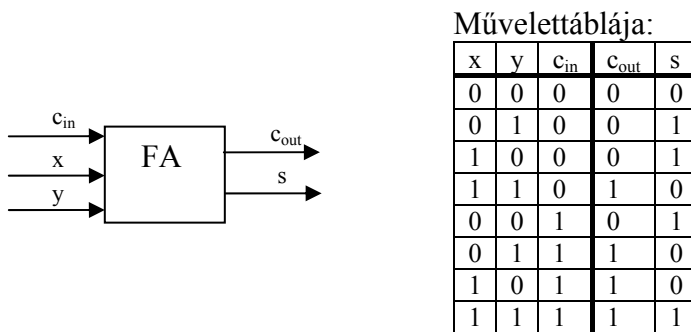 c_in
x
y
FA
c_out
s
Művelettáblája:
x y c_in c_out s
0 0 0 0 0
0 1 0 0 1
1 0 0 0 1
1 1 0 1 0
0 0 1 0 1
0 1 1 1 0
1 0 1 1 0
1 1 1 1 1